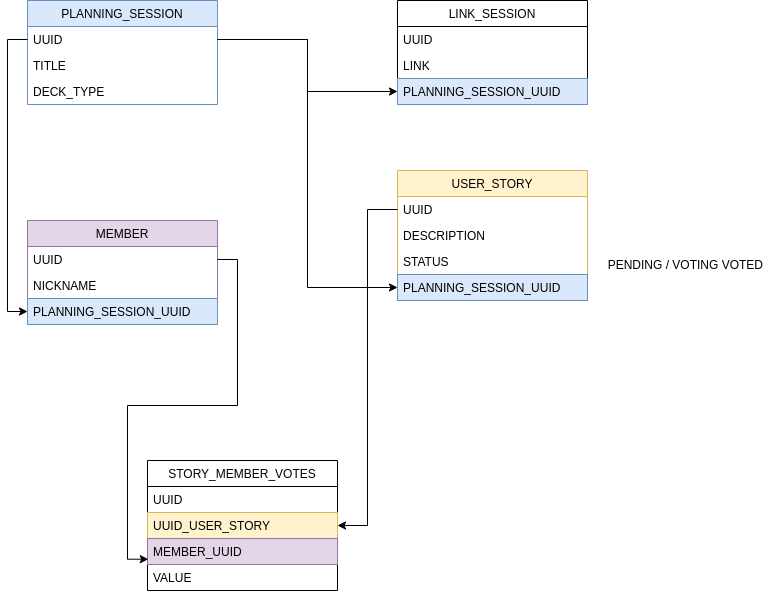 PLANNING_SESSION
UUID
TITLE
DECK_TYPE
LINK_SESSION
UUID
LINK
PLANNING_SESSION_UUID
USER_STORY
UUID
DESCRIPTION
STATUS
PLANNING_SESSION_UUID
PENDING / VOTING VOTED
MEMBER
UUID
NICKNAME
PLANNING_SESSION_UUID
STORY_MEMBER_VOTES
UUID
UUID_USER_STORY
MEMBER_UUID
VALUE